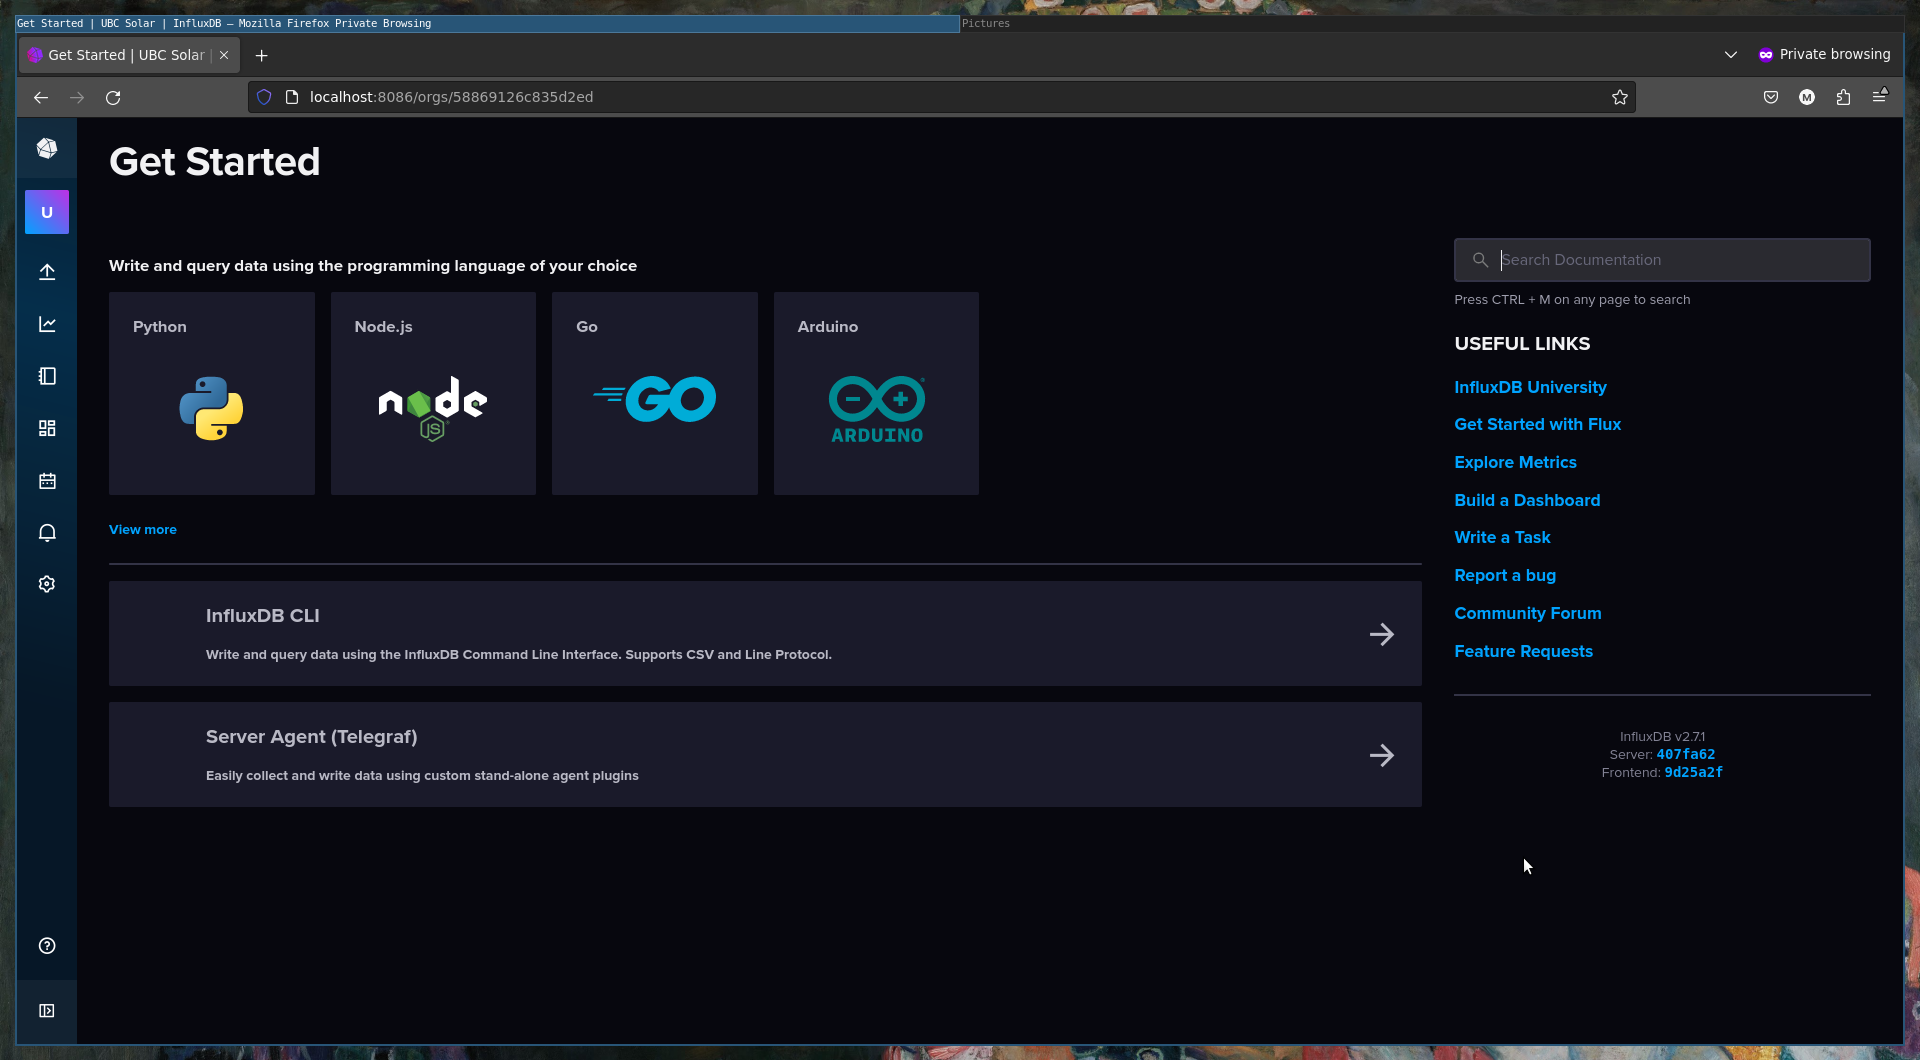 Get Started | UBC Solar | InfluxDB — Mozilla Firefox Private Browsing
Pictures
Get Started | UBC Solar |
Private browsing
localhost:8086/orgs/58869126c835d2ed
M
U
Get Started
Write and query data using the programming language of your choice
Python
Node.js
Go
Arduino
node
JS
GO
ARDUINO
View more
InfluxDB CLI
Write and query data using the InfluxDB Command Line Interface. Supports CSV and Line Protocol.
Server Agent (Telegraf)
Easily collect and write data using custom stand-alone agent plugins
Search Documentation
Press CTRL + M on any page to search
USEFUL LINKS
InfluxDB University
Get Started with Flux
Explore Metrics
Build a Dashboard
Write a Task
Report a bug
Community Forum
Feature Requests
InfluxDB v2.7.1
Server: 407fa62
Frontend: 9d25a2f